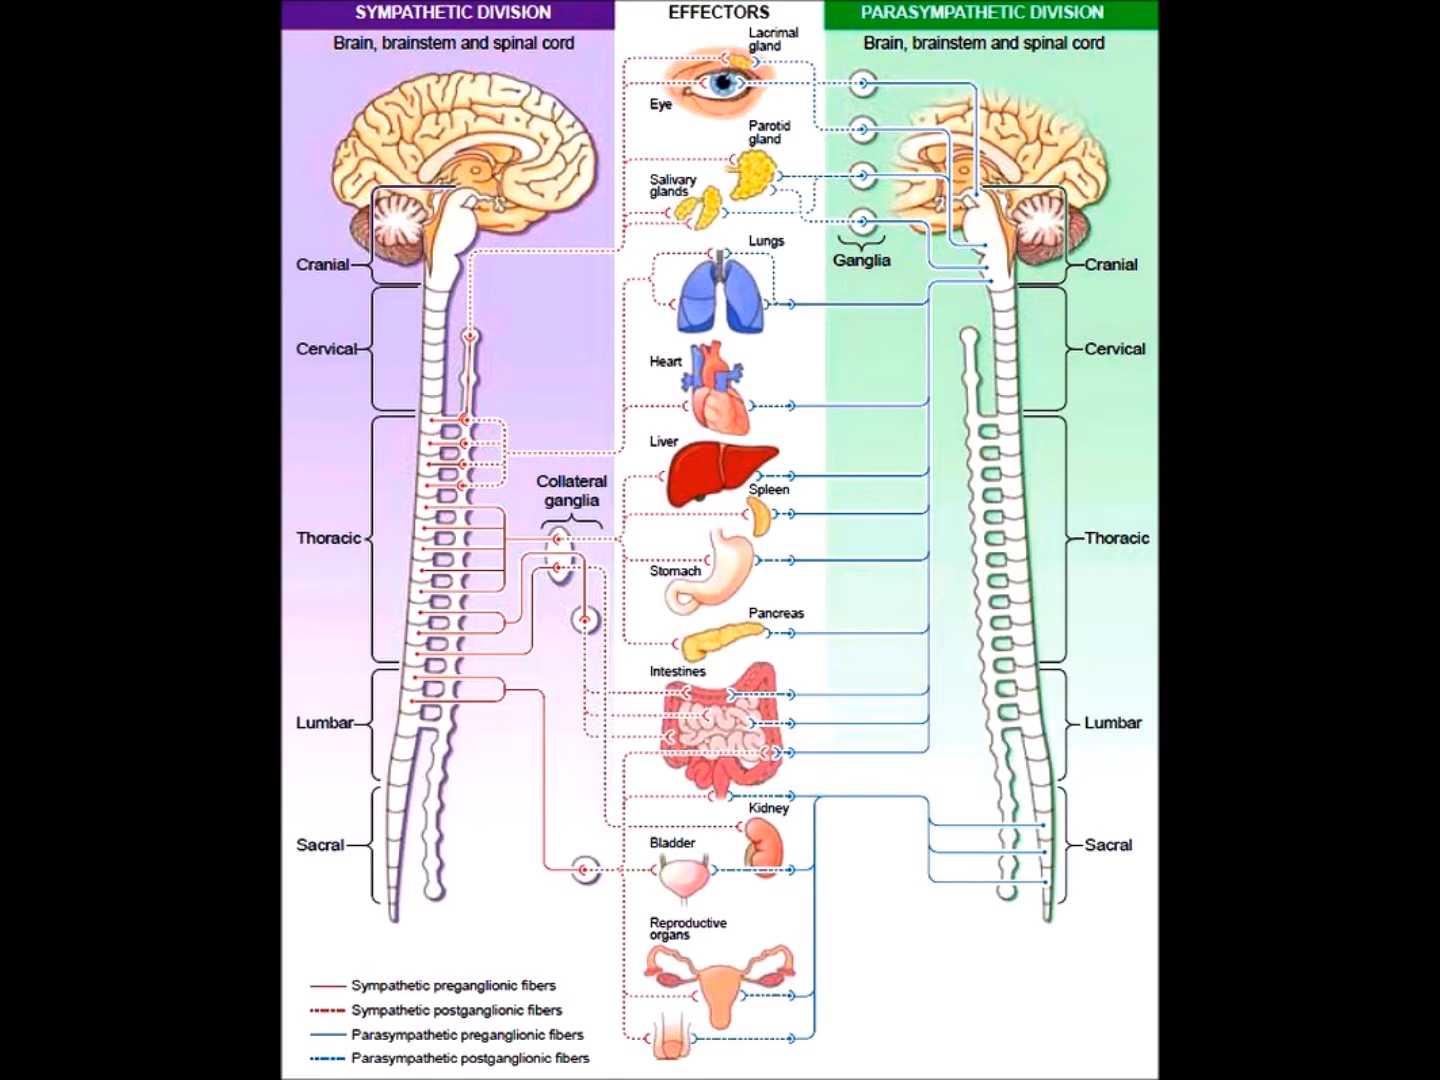 SYMPATHETIC DIVISION
EFFECTORS
PARASYMPATHETIC DIVISION
Brain, brainstem and spinal cord
Brain, brainstem and spinal cord
Lacrimal
gland
Eye
Parotid
gland
Salivary
glands
Lungs
Ganglia
Cranial
Cranial
Cervical
Cervical
Heart
Liver
Collateral
ganglia
Spleen
Thoracic
Thoracic
Stomach
Pancreas
Intestines
Lumbar
Lumbar
Kidney
Bladder
Sacral
Sacral
Reproductive
organs
Sympathetic preganglionic fibers
Sympathetic postganglionic fibers
Parasympathetic preganglionic fibers
Parasympathetic postganglionic fibers